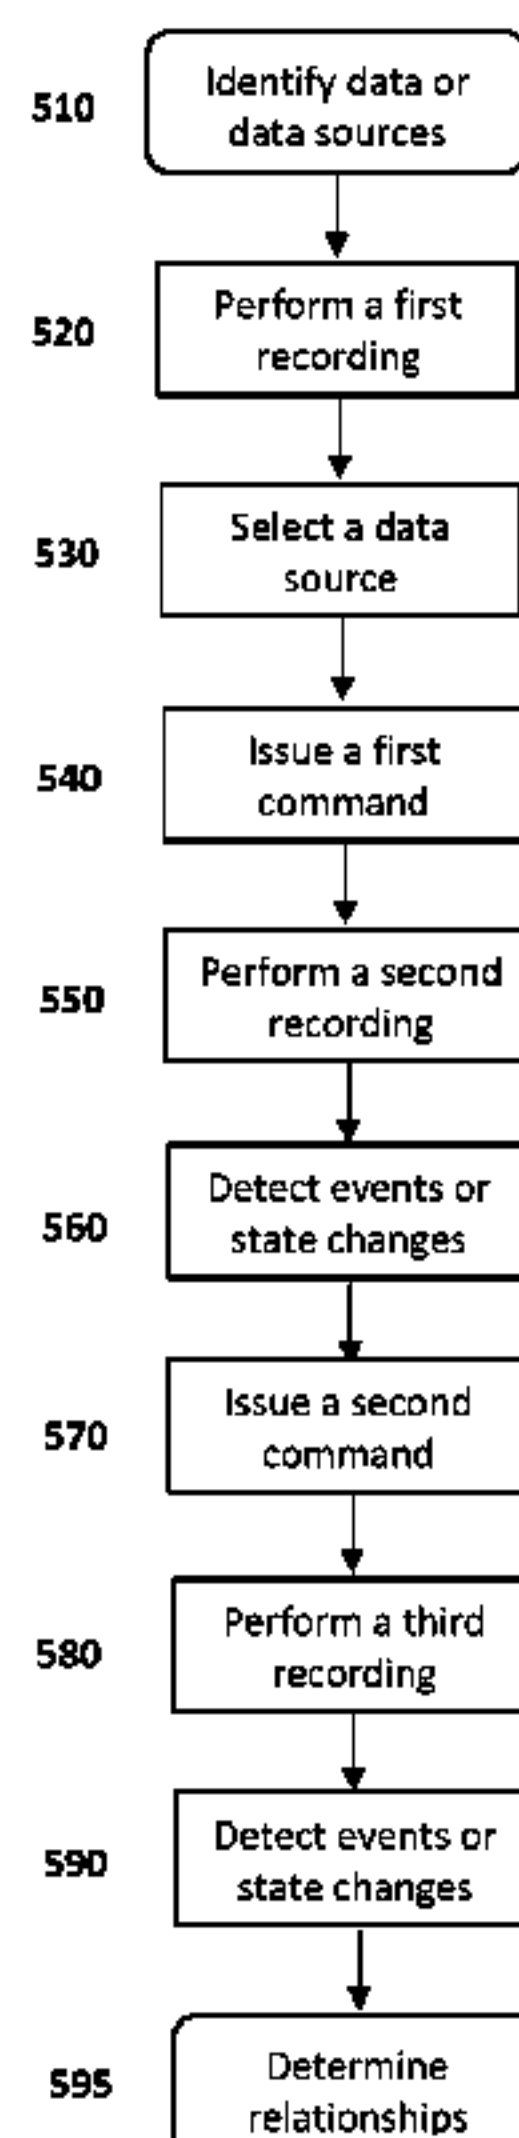 510
Identify data or
data sources
520
Perform a first
recording
530
Select a data
source
540
Issue a first
command
550
Perform a second
recording
560
Detect events or
state changes
570
Issue a second
command
580
Perform a third
recording
590
Detect events or
state changes
595
Determine
relationships